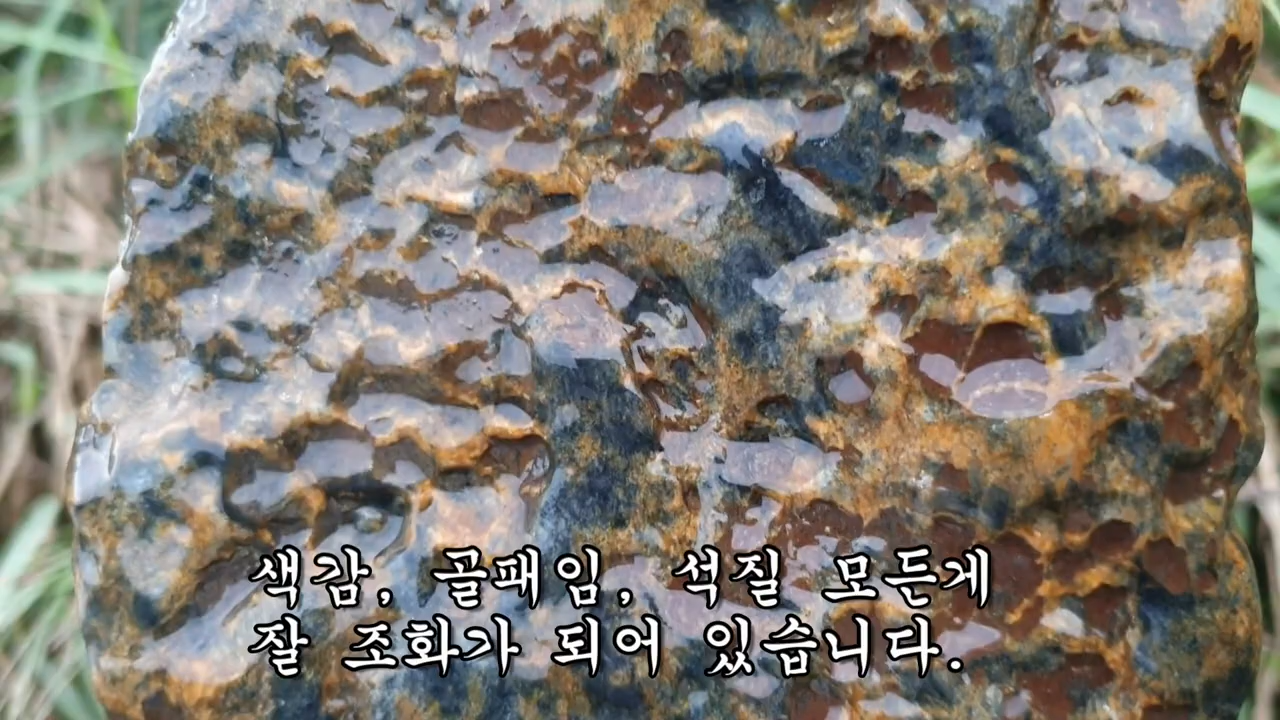 색감, 골패임, 석질 모든게
잘 조화가 되어 있습니다.